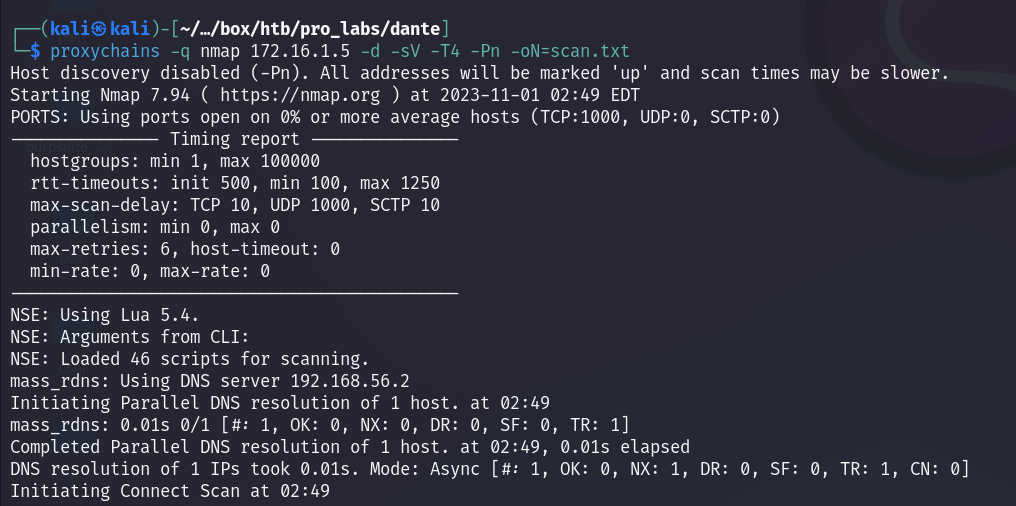 ┌──(kali㉿kali)-[~/…/box/htb/pro_labs/dante]
└─$ proxychains -q nmap 172.16.1.5 -d -sV -T4 -Pn -oN=scan.txt
Host discovery disabled (-Pn). All addresses will be marked 'up' and scan times may be slower.
Starting Nmap 7.94 ( https://nmap.org ) at 2023-11-01 02:49 EDT
PORTS: Using ports open on 0% or more average hosts (TCP:1000, UDP:0, SCTP:0)
--------------- Timing report ---------------
  hostgroups: min 1, max 100000
  rtt-timeouts: init 500, min 100, max 1250
  max-scan-delay: TCP 10, UDP 1000, SCTP 10
  parallelism: min 0, max 0
  max-retries: 6, host-timeout: 0
  min-rate: 0, max-rate: 0
---------------------------------------------
NSE: Using Lua 5.4.
NSE: Arguments from CLI:
NSE: Loaded 46 scripts for scanning.
mass_rdns: Using DNS server 192.168.56.2
Initiating Parallel DNS resolution of 1 host. at 02:49
mass_rdns: 0.01s 0/1 [#: 1, OK: 0, NX: 0, DR: 0, SF: 0, TR: 1]
Completed Parallel DNS resolution of 1 host. at 02:49, 0.01s elapsed
DNS resolution of 1 IPs took 0.01s. Mode: Async [#: 1, OK: 0, NX: 1, DR: 0, SF: 0, TR: 1, CN: 0]
Initiating Connect Scan at 02:49